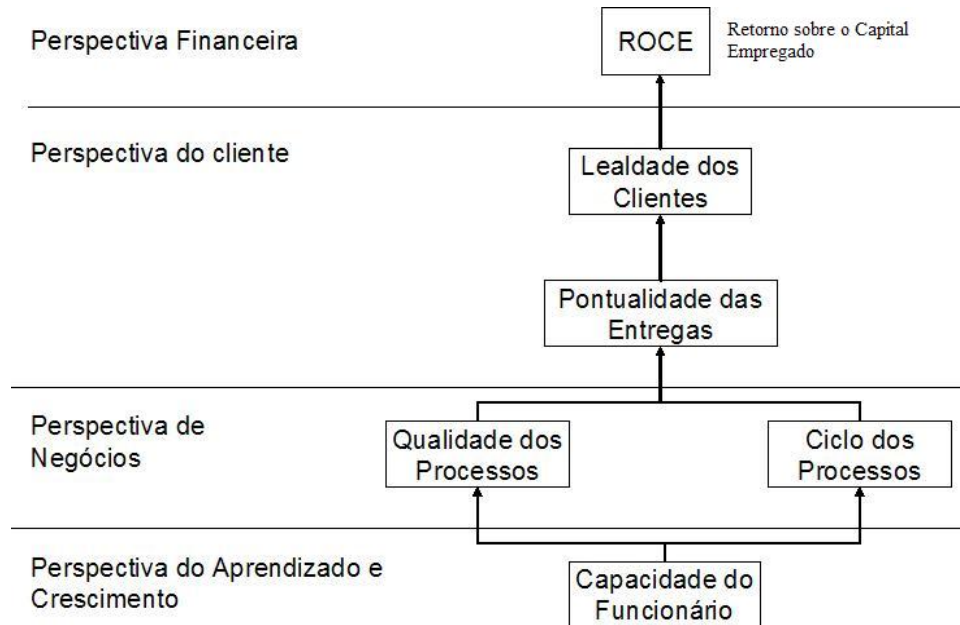 Perspectiva Financeira
ROCE
Retorno sobre o Capital
Empregado
Perspectiva do cliente
Lealdade dos
Clientes
Pontualidade das
Entregas
Perspectiva de
Negócios
Qualidade dos
Processos
Ciclo dos
Processos
Perspectiva do Aprendizado e
Crescimento
Capacidade do
Funcionário